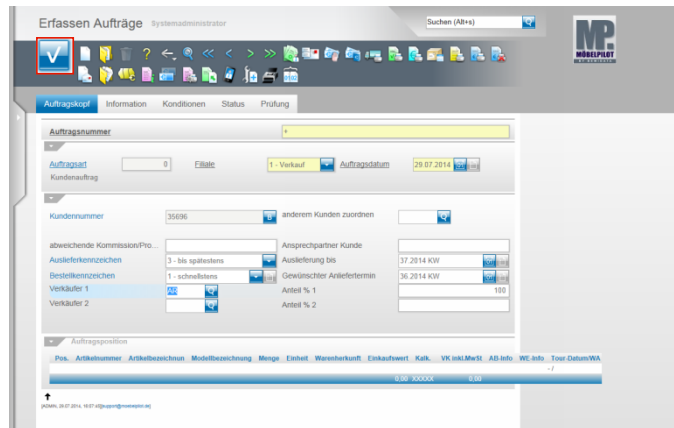 Erfassen Aufträge Systemadministrator
Suchen (Alt+s)
MP
MÖBELPILOT
Auftragskopf Information Konditionen Status Prüfung
Auftragsnummer +
Auftragsart 0 Filiale 1 - Verkauf Auftragsdatum 29.07.2014
Kundenauftrag
Kundennummer 35696 anderem Kunden zuordnen
abweichende Kommission/Pro... Ansprechpartner Kunde
Auslieferkennzeichen 3 - bis spätestens Auslieferung bis 37.2014 KW
Bestellkennzeichen 1 - schnellstens Gewünschter Anliefertermin 36.2014 KW
Verkäufer 1 Anteil % 1 100
Verkäufer 2 Anteil % 2
Auftragsposition
Pos. Artikelnummer Artikelbezeichnun Modellbezeichnung Menge Einheit Warenherkunft Einkaufswert Kalk. VK inkl.MwSt AB-Info WE-Info Tour-Datum/WA
- /
0,00 XXXXX 0,00